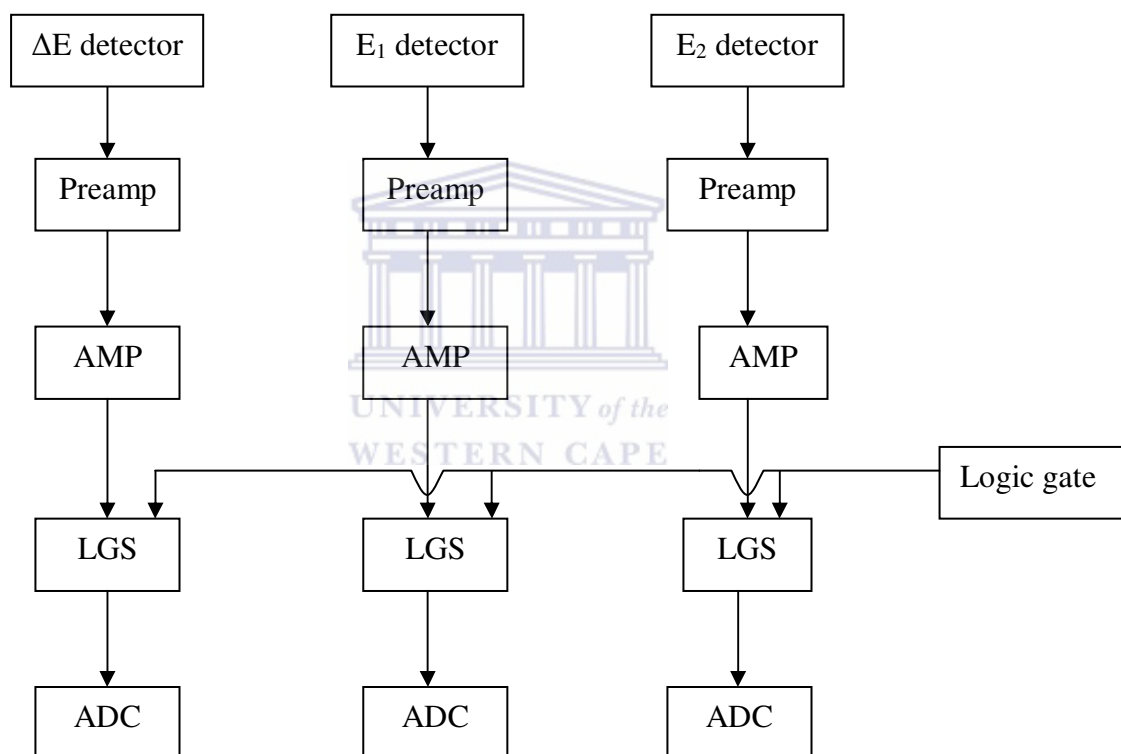 ΔE detector
E₁ detector
E₂ detector
Preamp
Preamp
Preamp
AMP
AMP
AMP
UNIVERSITY of the
WESTERN CAPE
Logic gate
LGS
LGS
LGS
ADC
ADC
ADC